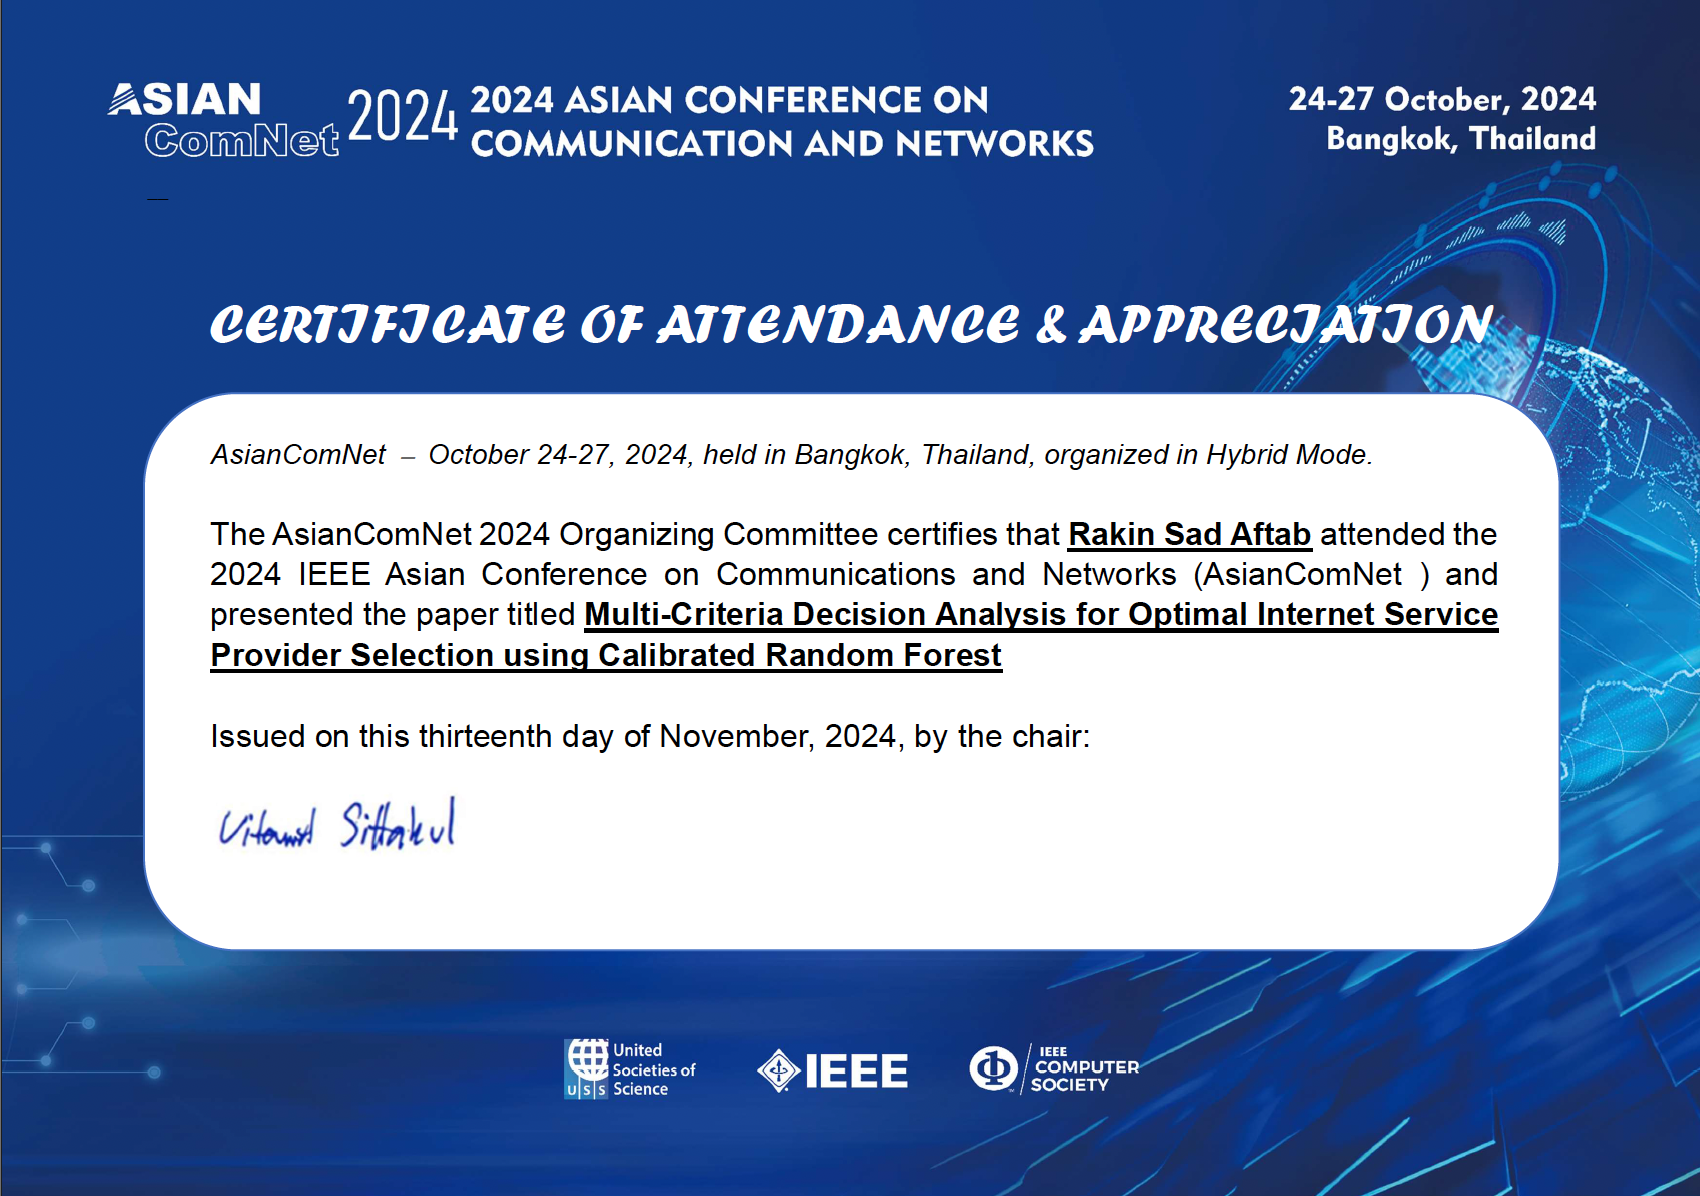 ASIAN
ComNet
2024
2024 ASIAN CONFERENCE ON
COMMUNICATION AND NETWORKS
24-27 October, 2024
Bangkok, Thailand
CERTIFICATE OF ATTENDANCE & APPRECIATION
AsianComNet – October 24-27, 2024, held in Bangkok, Thailand, organized in Hybrid Mode.
The AsianComNet 2024 Organizing Committee certifies that Rakin Sad Aftab attended the
2024 IEEE Asian Conference on Communications and Networks (AsianComNet ) and
presented the paper titled Multi-Criteria Decision Analysis for Optimal Internet Service
Provider Selection using Calibrated Random Forest
Issued on this thirteenth day of November, 2024, by the chair:
Sittakul
United
Societies of
Science
USS
IEEE
IEEE
COMPUTER
SOCIETY